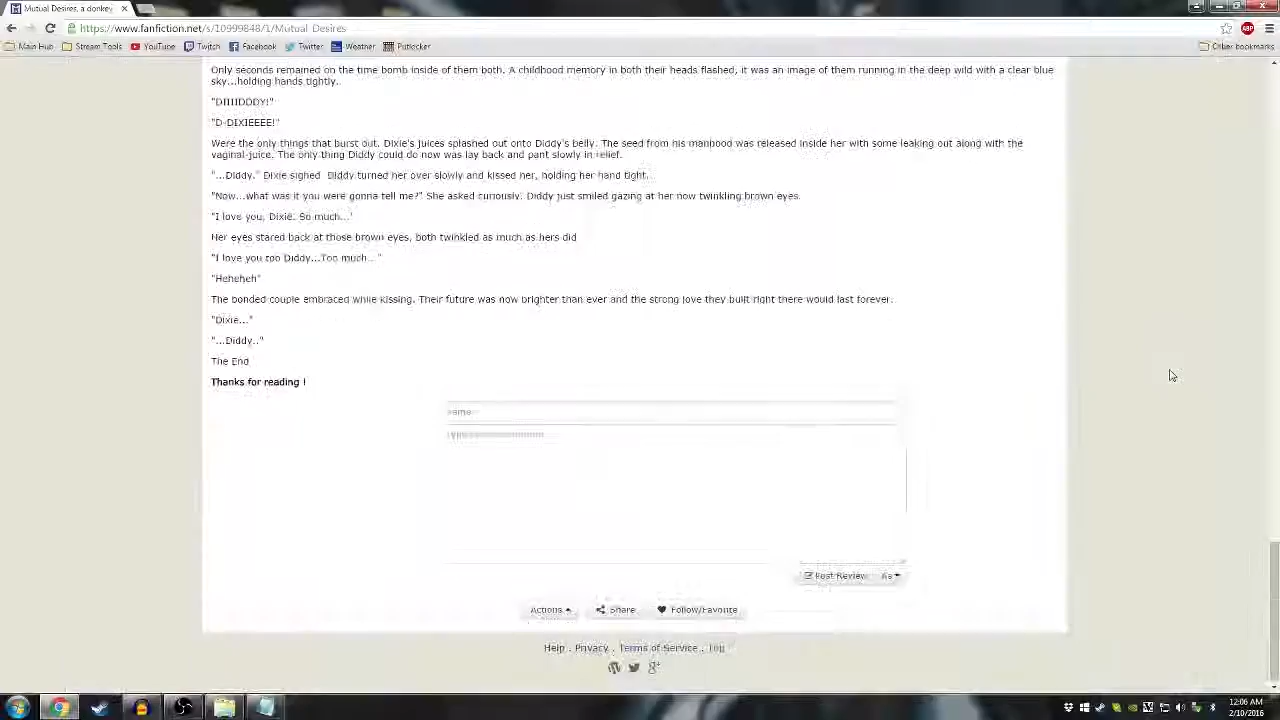 Mutual Desires, a donkey
https://www.fanfiction.net/s/10999848/1/Mutual-Desires
ABP
Main Hub Stream Tools YouTube Twitch Facebook Twitter Weather Putlocker Other bookmarks
Only seconds remained on the time bomb inside of them both. A childhood memory in both their heads flashed, it was an image of them running in the deep wild with a clear blue
sky...holding hands tightly.
"DIIIIDDDY!"
"D-DIXIEEEE!"
Were the only things that burst out. Dixie's juices splashed out onto Diddy's belly. The seed from his manhood was released inside her with some leaking out along with the
vaginal-juice. The only thing Diddy could do now was lay back and pant slowly in relief.
"...Diddy." Dixie sighed Diddy turned her over slowly and kissed her, holding her hand tight.
"Now...what was it you were gonna tell me?" She asked curiously. Diddy just smiled gazing at her now twinkling brown eyes.
"I love you, Dixie. So much..."
Her eyes stared back at those brown eyes, both twinkled as much as hers did
"I love you too Diddy...Too much..."
"Heheheh"
The bonded couple embraced while kissing. Their future was now brighter than ever and the strong love they built right there would last forever.
"Dixie..."
"...Diddy.."
The End
Thanks for reading !
Post Review As
Actions Share Follow/Favorite
Help . Privacy . Terms of Service . Top
12:06 AM
2/10/2016